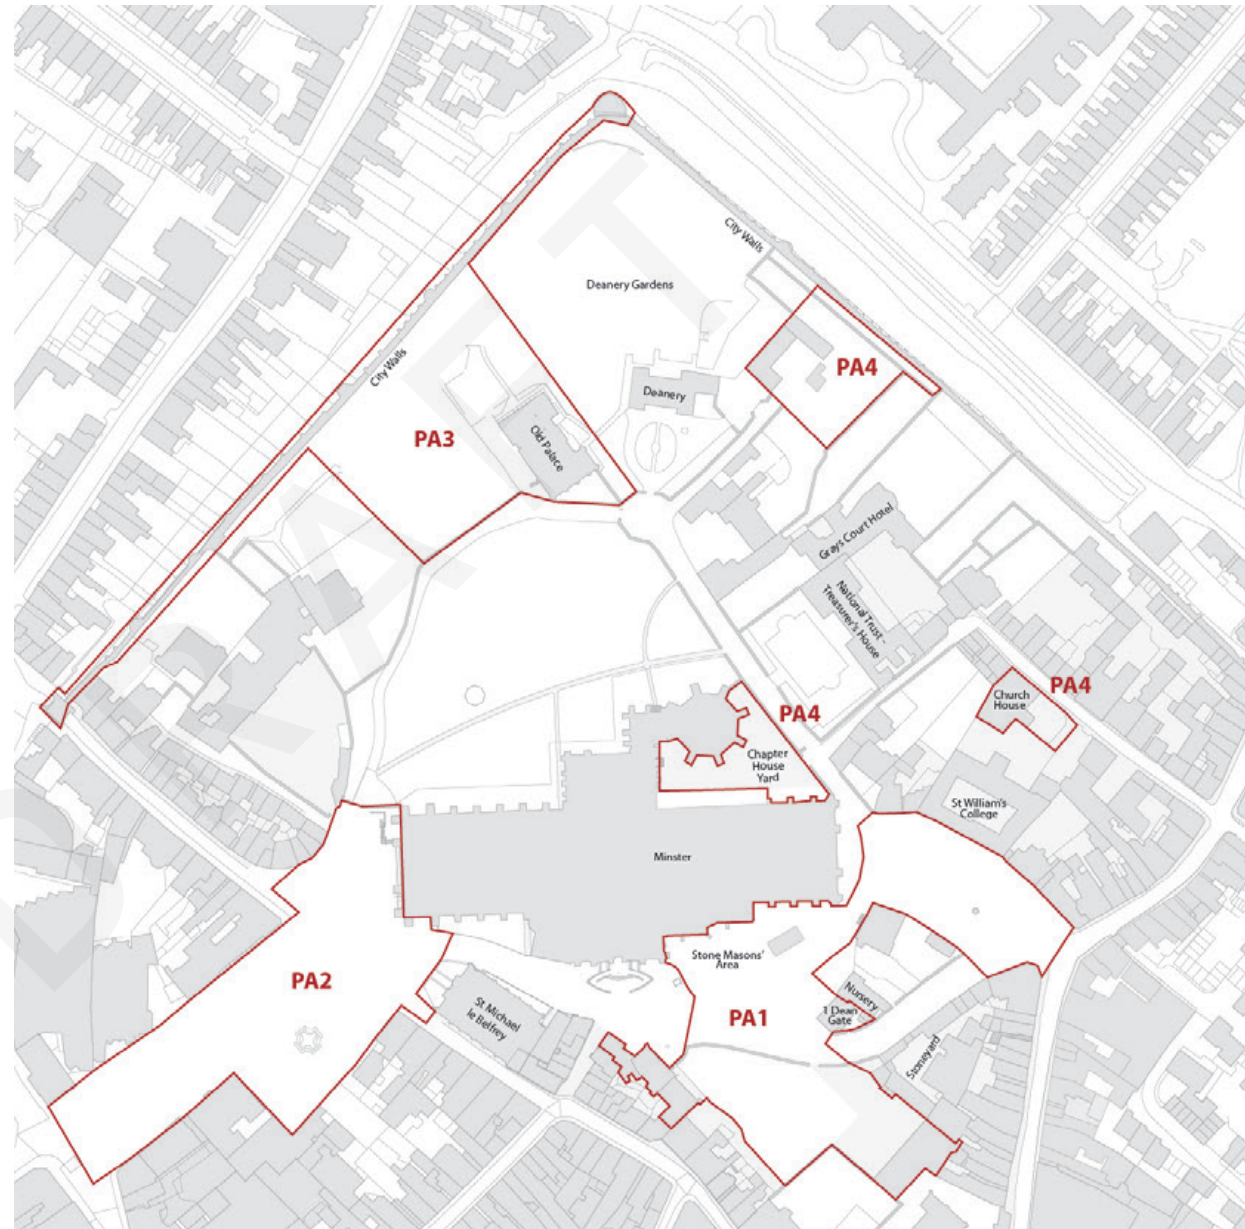 City Walls
Deanery Gardens
City Walls
PA4
Deanery
PA3
Old Palace
Grays Court Hotel
National Trust -
Treasurer's House
PA4
Church
House
PA4
Chapter
House
Yard
St William's
College
Minster
Stone Masons'
Area
PA2
Nursery
1 Dean
Gate
PA1
St Michael
le Belfrey
Stoneyard
DRAFT